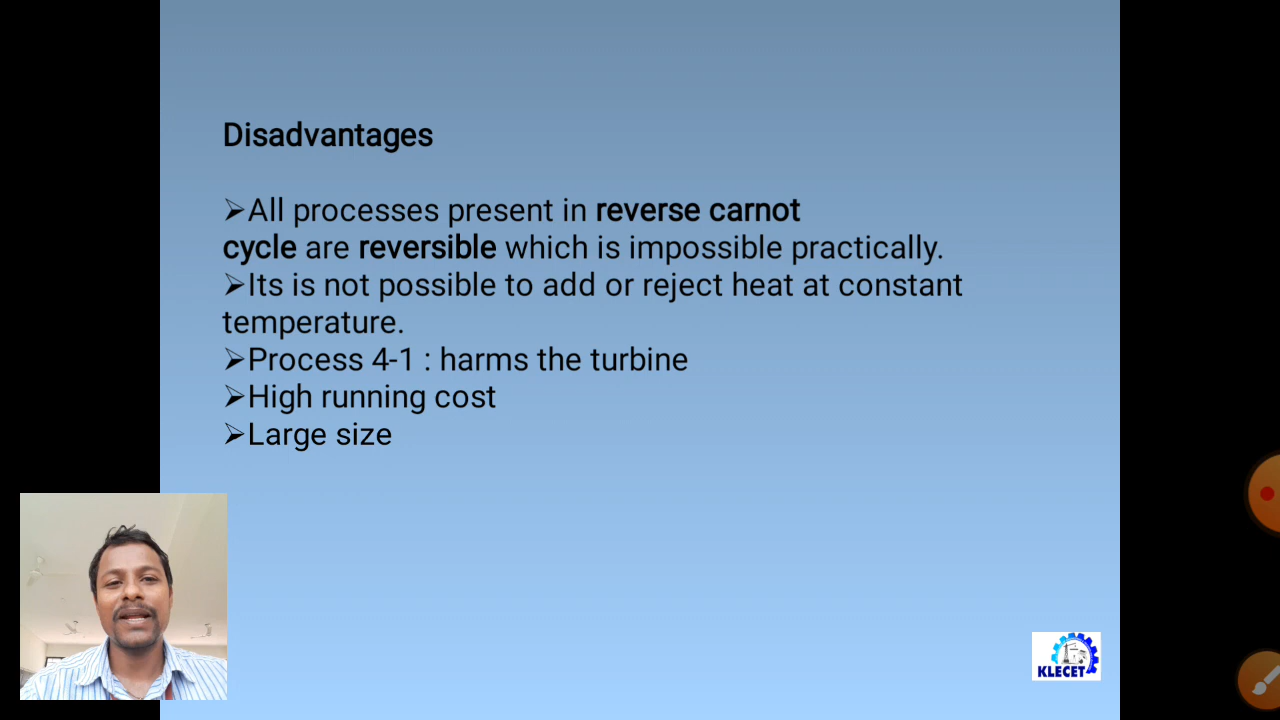 Disadvantages
➢All processes present in reverse carnot
cycle are reversible which is impossible practically.
➢Its is not possible to add or reject heat at constant
temperature.
➢Process 4-1 : harms the turbine
➢High running cost
➢Large size
KLECET